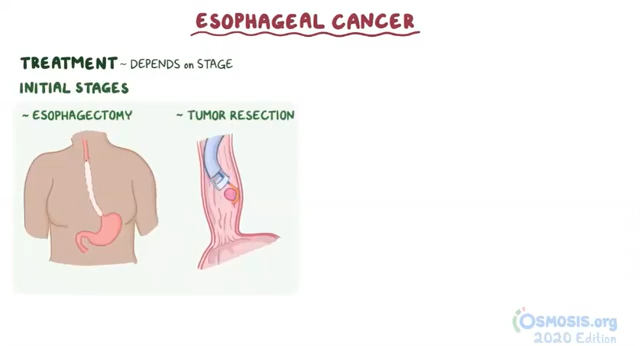 ESOPHAGEAL CANCER
TREATMENT ~ DEPENDS on STAGE
INITIAL STAGES
~ ESOPHAGECTOMY
~ TUMOR RESECTION
OSMOSIS.org
2020 Edition